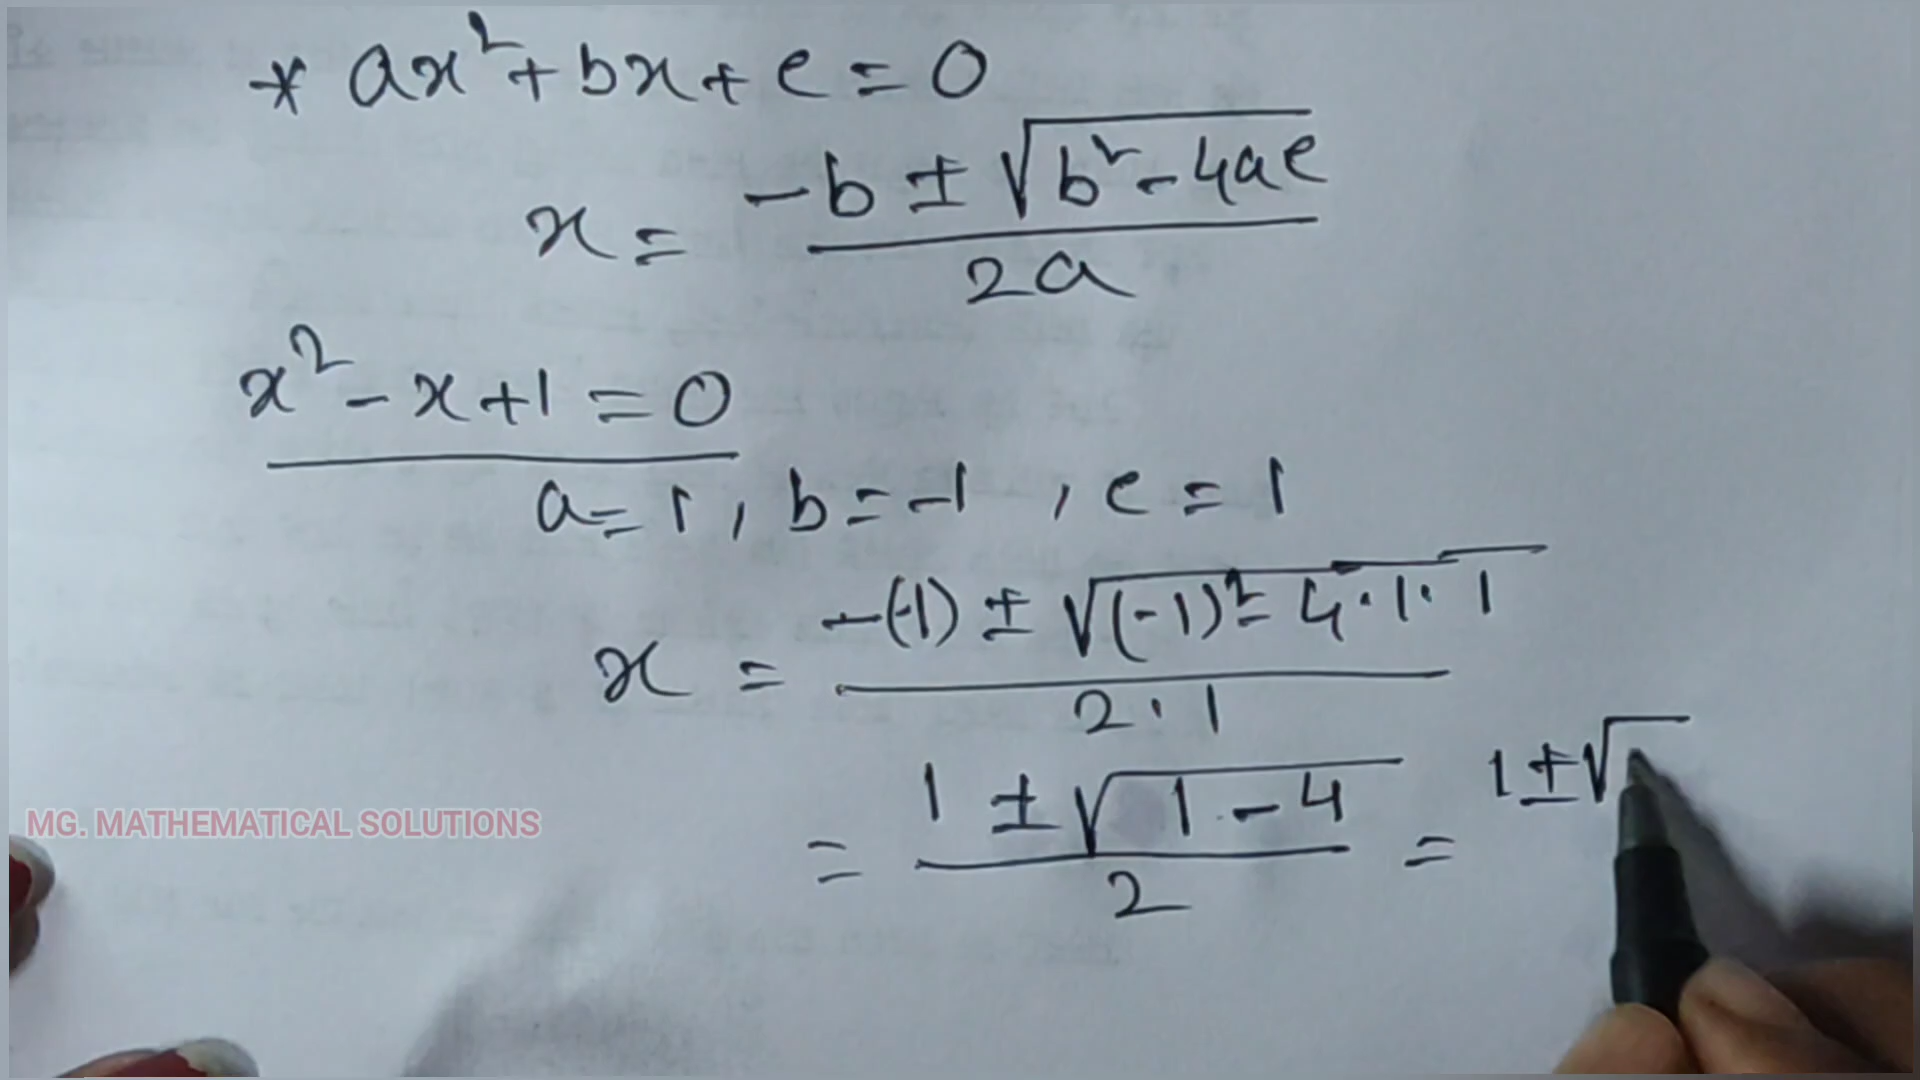 * ax²+bx+c=0
x = (-b ± √(b²-4ac)) / 2a
x²-x+1=0
a=1, b=-1, c=1
x = (-(-1) ± √((-1)²-4·1·1)) / 2·1
= (1 ± √(1-4)) / 2 = 1±√
MG. MATHEMATICAL SOLUTIONS